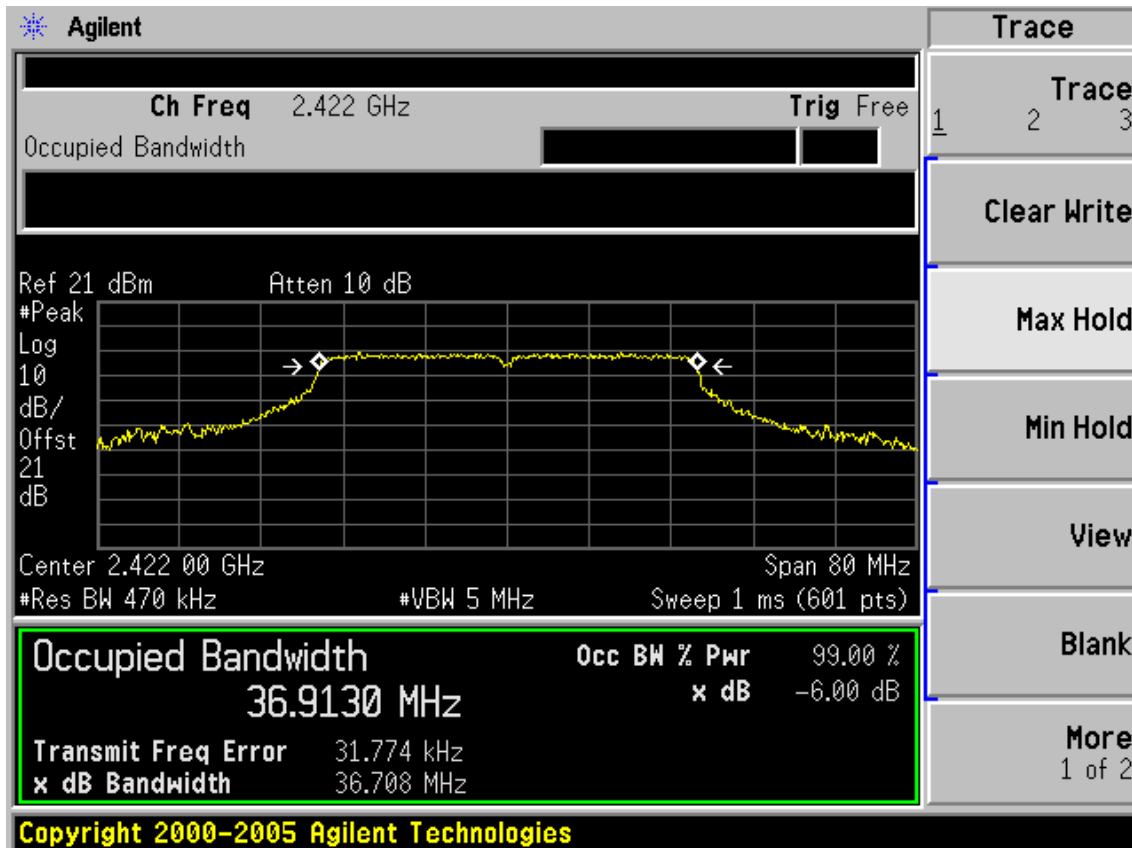 Agilent
Trace
Ch Freq 2.422 GHz Trig Free
Occupied Bandwidth
Trace
1 2 3
Clear Write
Max Hold
Min Hold
View
Blank
More
1 of 2
Ref 21 dBm Atten 10 dB
#Peak
Log
10
dB/
Offst
21
dB
Center 2.422 00 GHz Span 80 MHz
#Res BW 470 kHz #VBW 5 MHz Sweep 1 ms (601 pts)
Occupied Bandwidth Occ BW % Pwr 99.00 %
36.9130 MHz x dB -6.00 dB
Transmit Freq Error 31.774 kHz
x dB Bandwidth 36.708 MHz
Copyright 2000-2005 Agilent Technologies